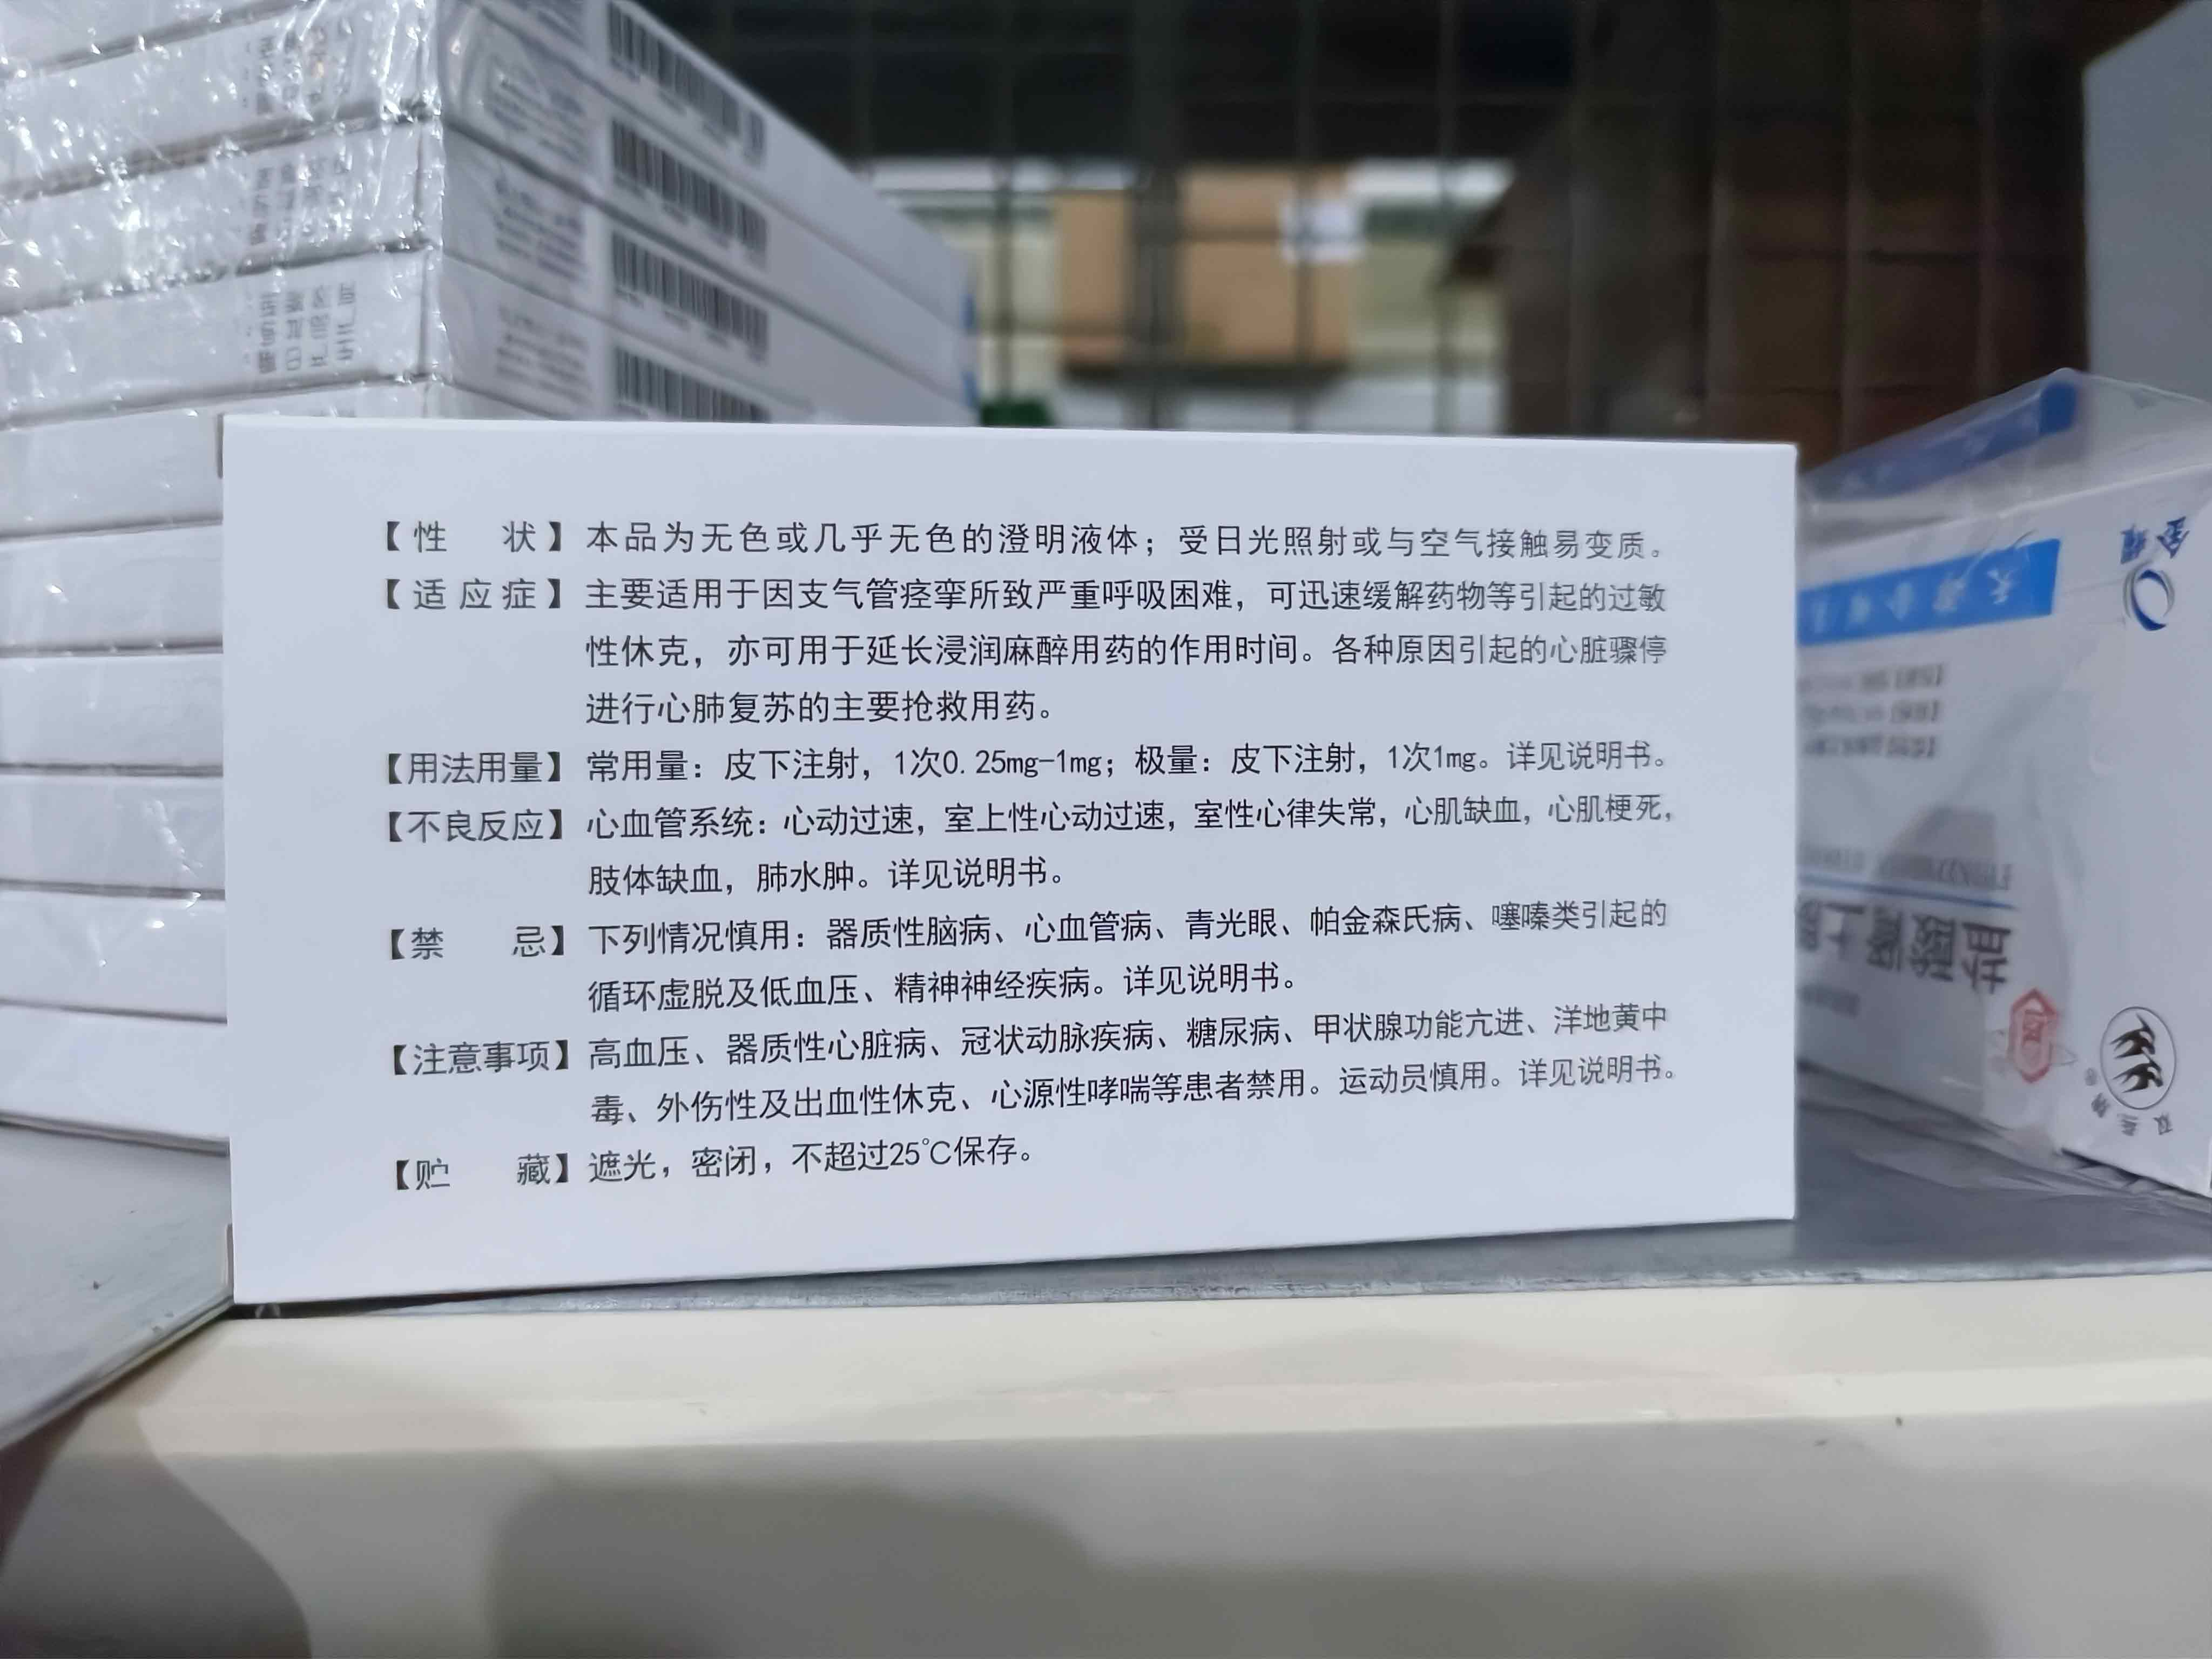 【性　状】本品为无色或几乎无色的澄明液体；受日光照射或与空气接触易变质。
【适应症】主要适用于因支气管痉挛所致严重呼吸困难，可迅速缓解药物等引起的过敏
性休克，亦可用于延长浸润麻醉用药的作用时间。各种原因引起的心脏骤停
进行心肺复苏的主要抢救用药。
【用法用量】常用量：皮下注射，1次0.25mg-1mg；极量：皮下注射，1次1mg。详见说明书。
【不良反应】心血管系统：心动过速，室上性心动过速，室性心律失常，心肌缺血，心肌梗死，
肢体缺血，肺水肿。详见说明书。
【禁　忌】下列情况慎用：器质性脑病、心血管病、青光眼、帕金森氏病、噻嗪类引起的
循环虚脱及低血压、精神神经疾病。详见说明书。
【注意事项】高血压、器质性心脏病、冠状动脉疾病、糖尿病、甲状腺功能亢进、洋地黄中
毒、外伤性及出血性休克、心源性哮喘等患者禁用。运动员慎用。详见说明书。
【贮　藏】遮光，密闭，不超过25℃保存。
金耀
盐酸肾上